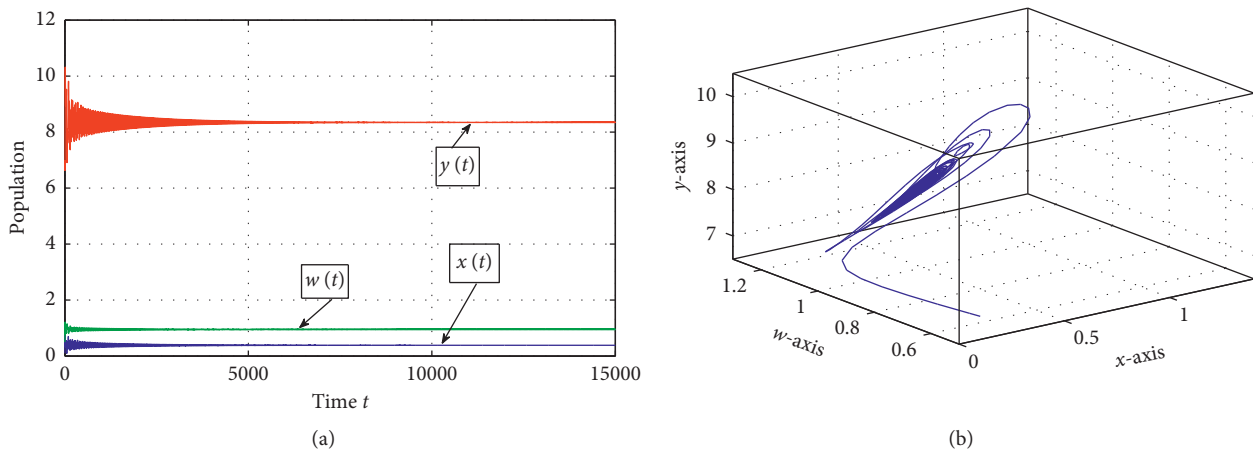 12
10
8
6
4
2
0
Population
y (t)
x (t)
w (t)
0
5000
10000
15000
Time t
(a)
10
9
8
7
y-axis
1.2
1
0.8
0.6
w-axis
0
0.5
1
x-axis
(b)